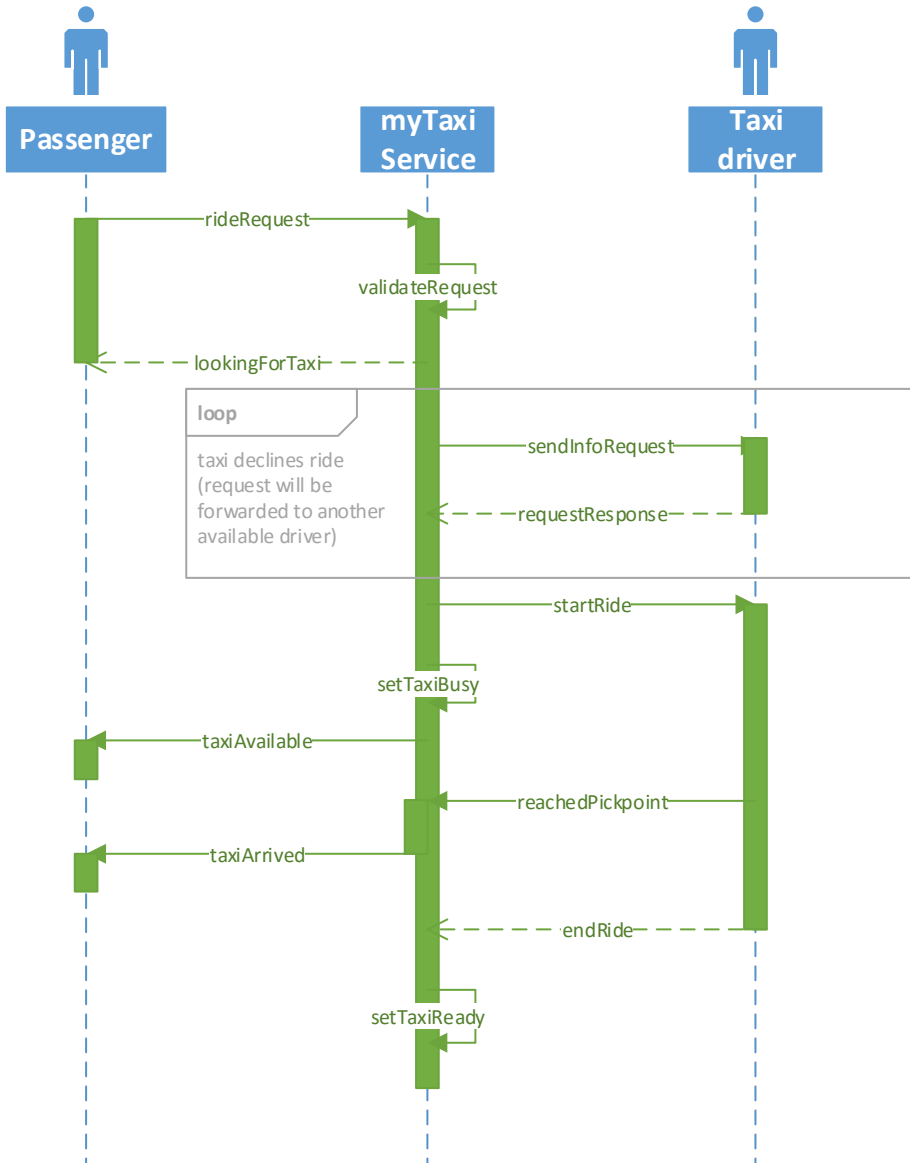 Passenger
myTaxi
Service
Taxi
driver
rideRequest
validateRequest
lookingForTaxi
loop
taxi declines ride
(request will be
forwarded to another
available driver)
sendInfoRequest
requestResponse
startRide
setTaxiBusy
taxiAvailable
reachedPickpoint
taxiArrived
endRide
setTaxiReady